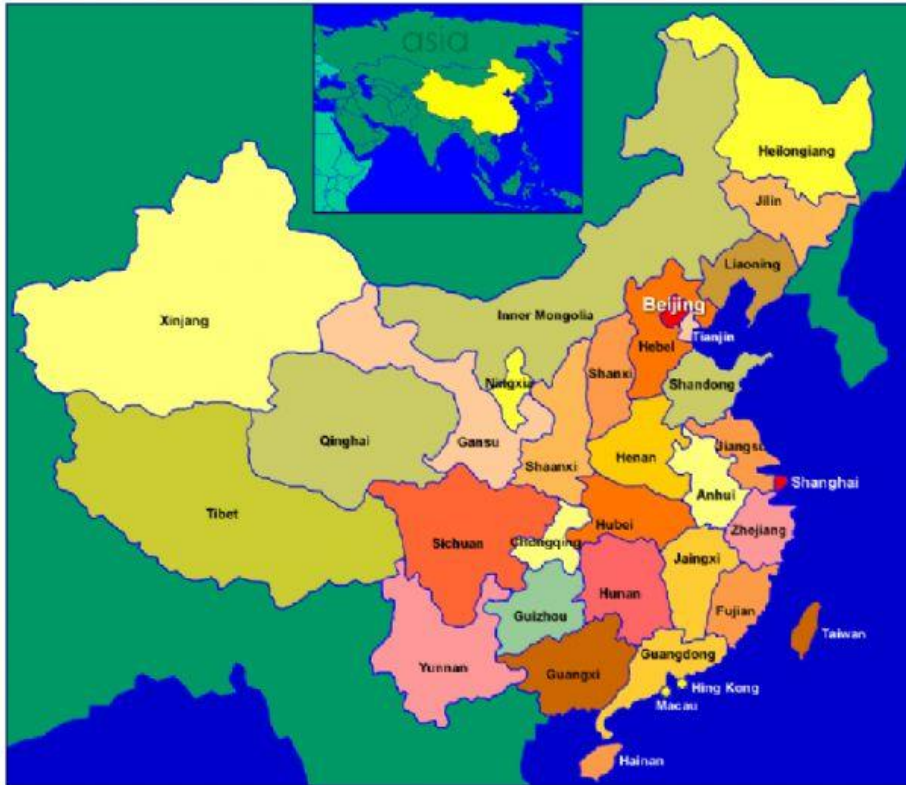 asia
Heilongiang
Jilin
Liaoning
Xinjang
Inner Mongolia
Beijing
Tianjin
Hebei
Shanxi
Ningxia
Shandong
Qinghai
Gansu
Shaanxi
Henan
Jiangsu
Shanghai
Anhui
Tibet
Sichuan
Chongqing
Hubei
Zhejiang
Jaingxi
Hunan
Guizhou
Fujian
Taiwan
Yunnan
Guangxi
Guangdong
Hing Kong
Macau
Hainan